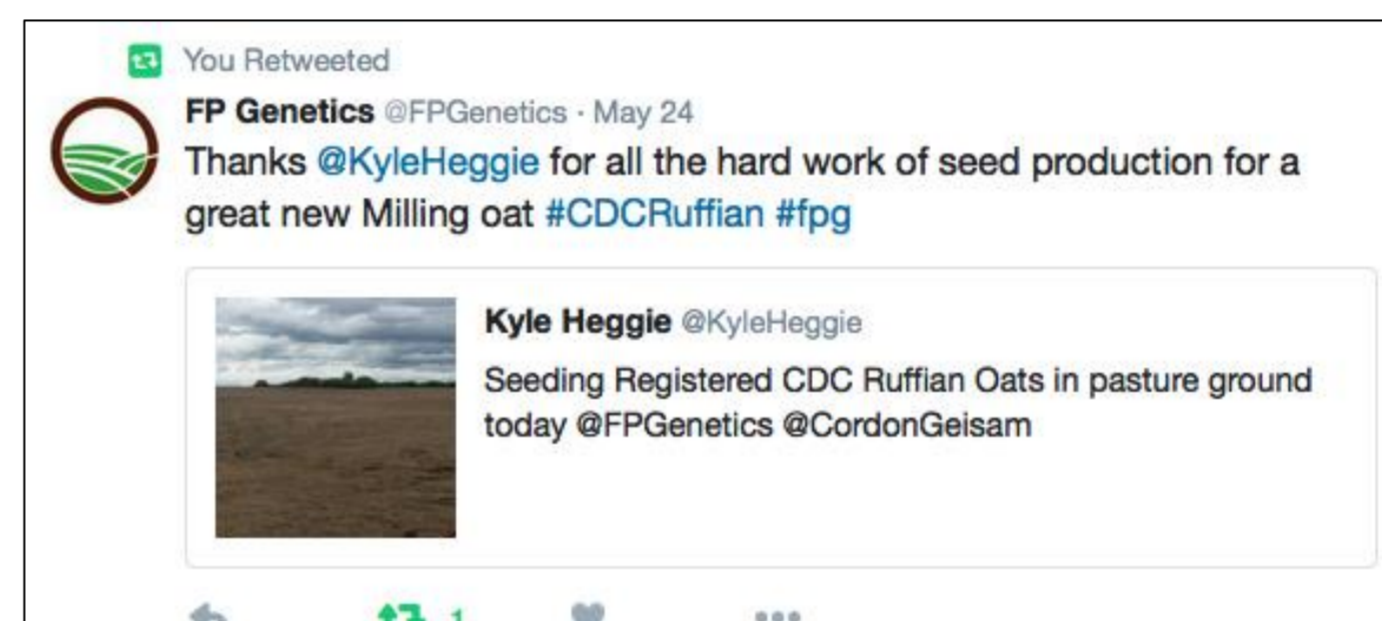 You Retweeted
FP Genetics @FPGenetics · May 24
Thanks @KyleHeggie for all the hard work of seed production for a
great new Milling oat #CDCRuffian #fpg
Kyle Heggie @KyleHeggie
Seeding Registered CDC Ruffian Oats in pasture ground
today @FPGenetics @CordonGeisam
1